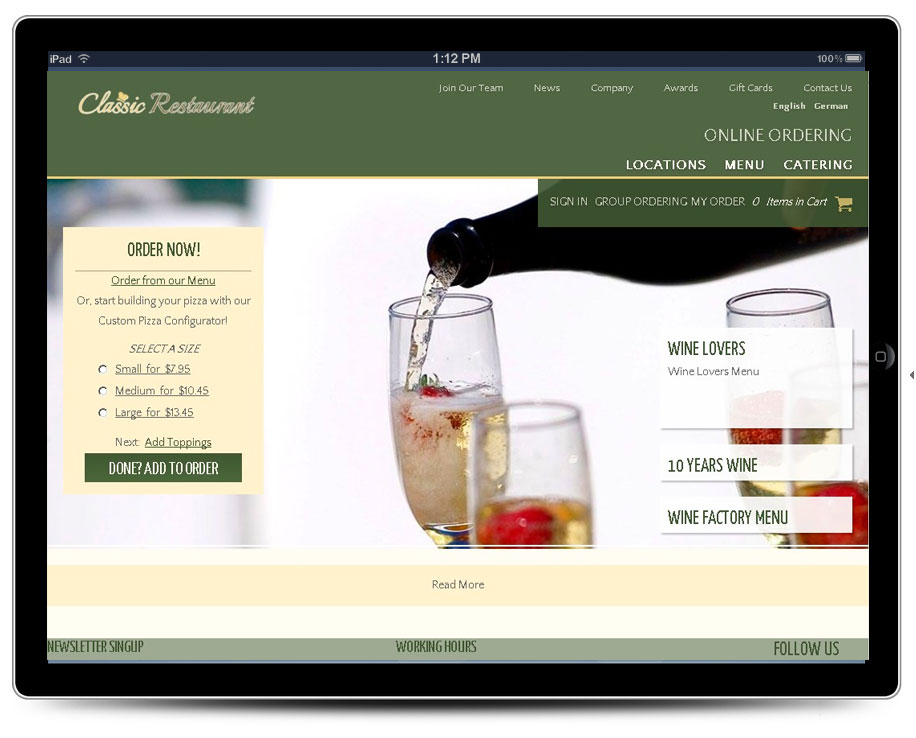 iPad 1:12 PM 100%
Classic Restaurant
Join Our Team News Company Awards Gift Cards Contact Us
English German
ONLINE ORDERING
LOCATIONS MENU CATERING
SIGN IN GROUP ORDERING MY ORDER 0 Items in Cart
ORDER NOW!
Order from our Menu
Or, start building your pizza with our
Custom Pizza Configurator!
SELECT A SIZE
Small for $7.95
Medium for $10.45
Large for $13.45
Next: Add Toppings
DONE? ADD TO ORDER
WINE LOVERS
Wine Lovers Menu
10 YEARS WINE
WINE FACTORY MENU
Read More
NEWSLETTER SINGUP WORKING HOURS FOLLOW US